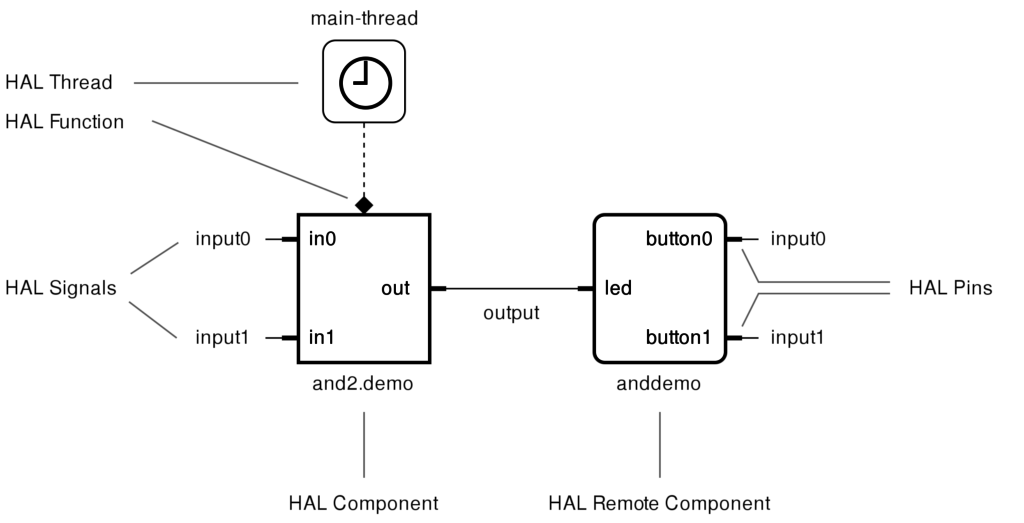 main-thread
HAL Thread
HAL Function
input0
in0
button0
input0
HAL Signals
out
led
HAL Pins
output
input1
in1
button1
input1
and2.demo
anddemo
HAL Component
HAL Remote Component